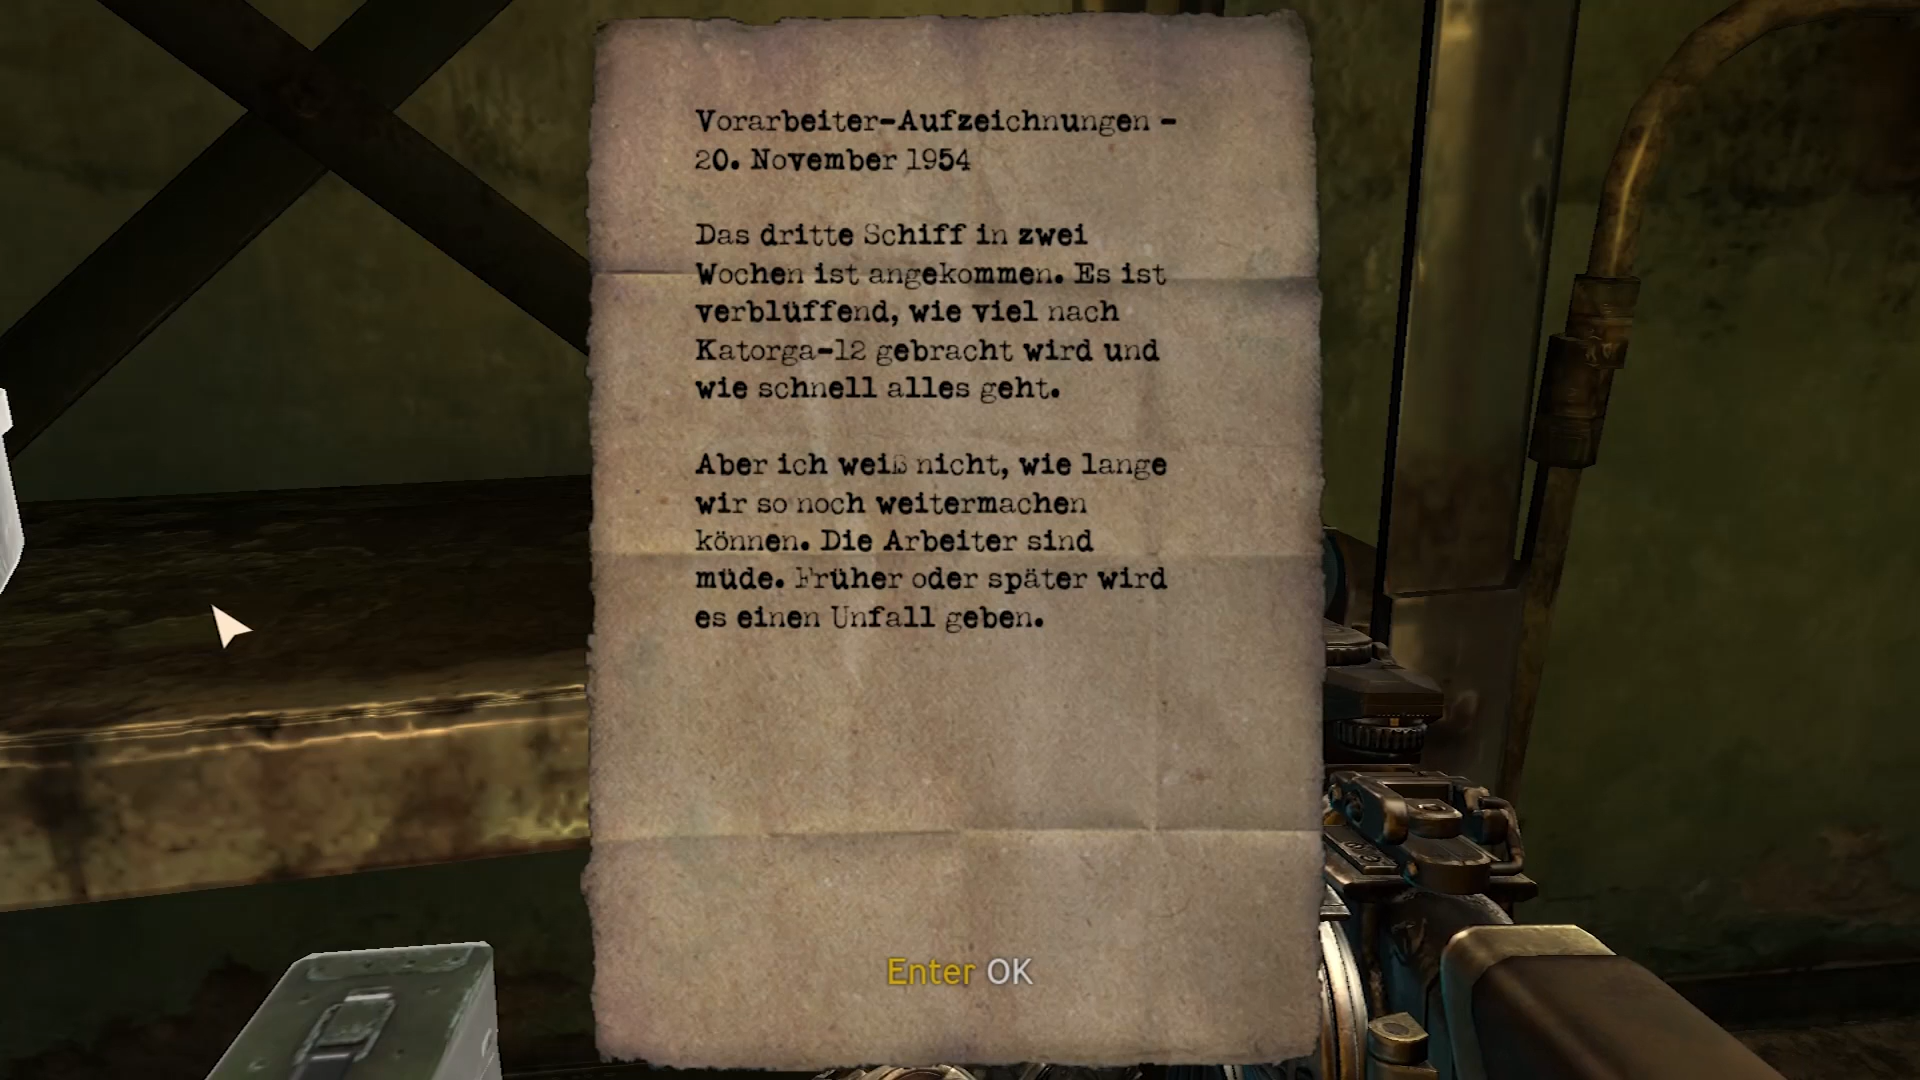 Vorarbeiter-Aufzeichnungen -
20. November 1954
Das dritte Schiff in zwei
Wochen ist angekommen. Es ist
verblüffend, wie viel nach
Katorga-12 gebracht wird und
wie schnell alles geht.
Aber ich weiß nicht, wie lange
wir so noch weitermachen
können. Die Arbeiter sind
müde. Früher oder später wird
es einen Unfall geben.
Enter OK